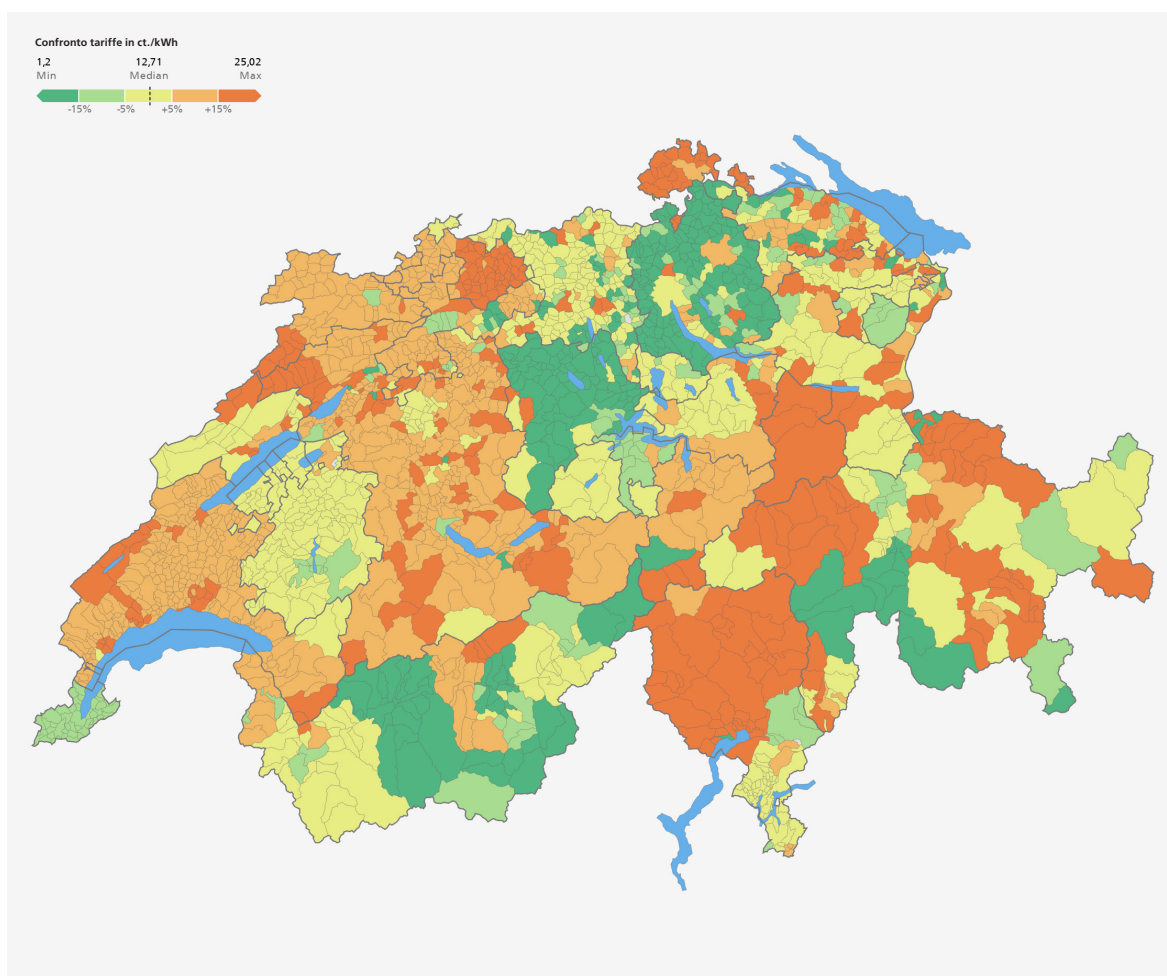 Confronto tariffe in ct./kWh
1,2 12,71 25,02
Min Median Max
-15% -5% +5% +15%